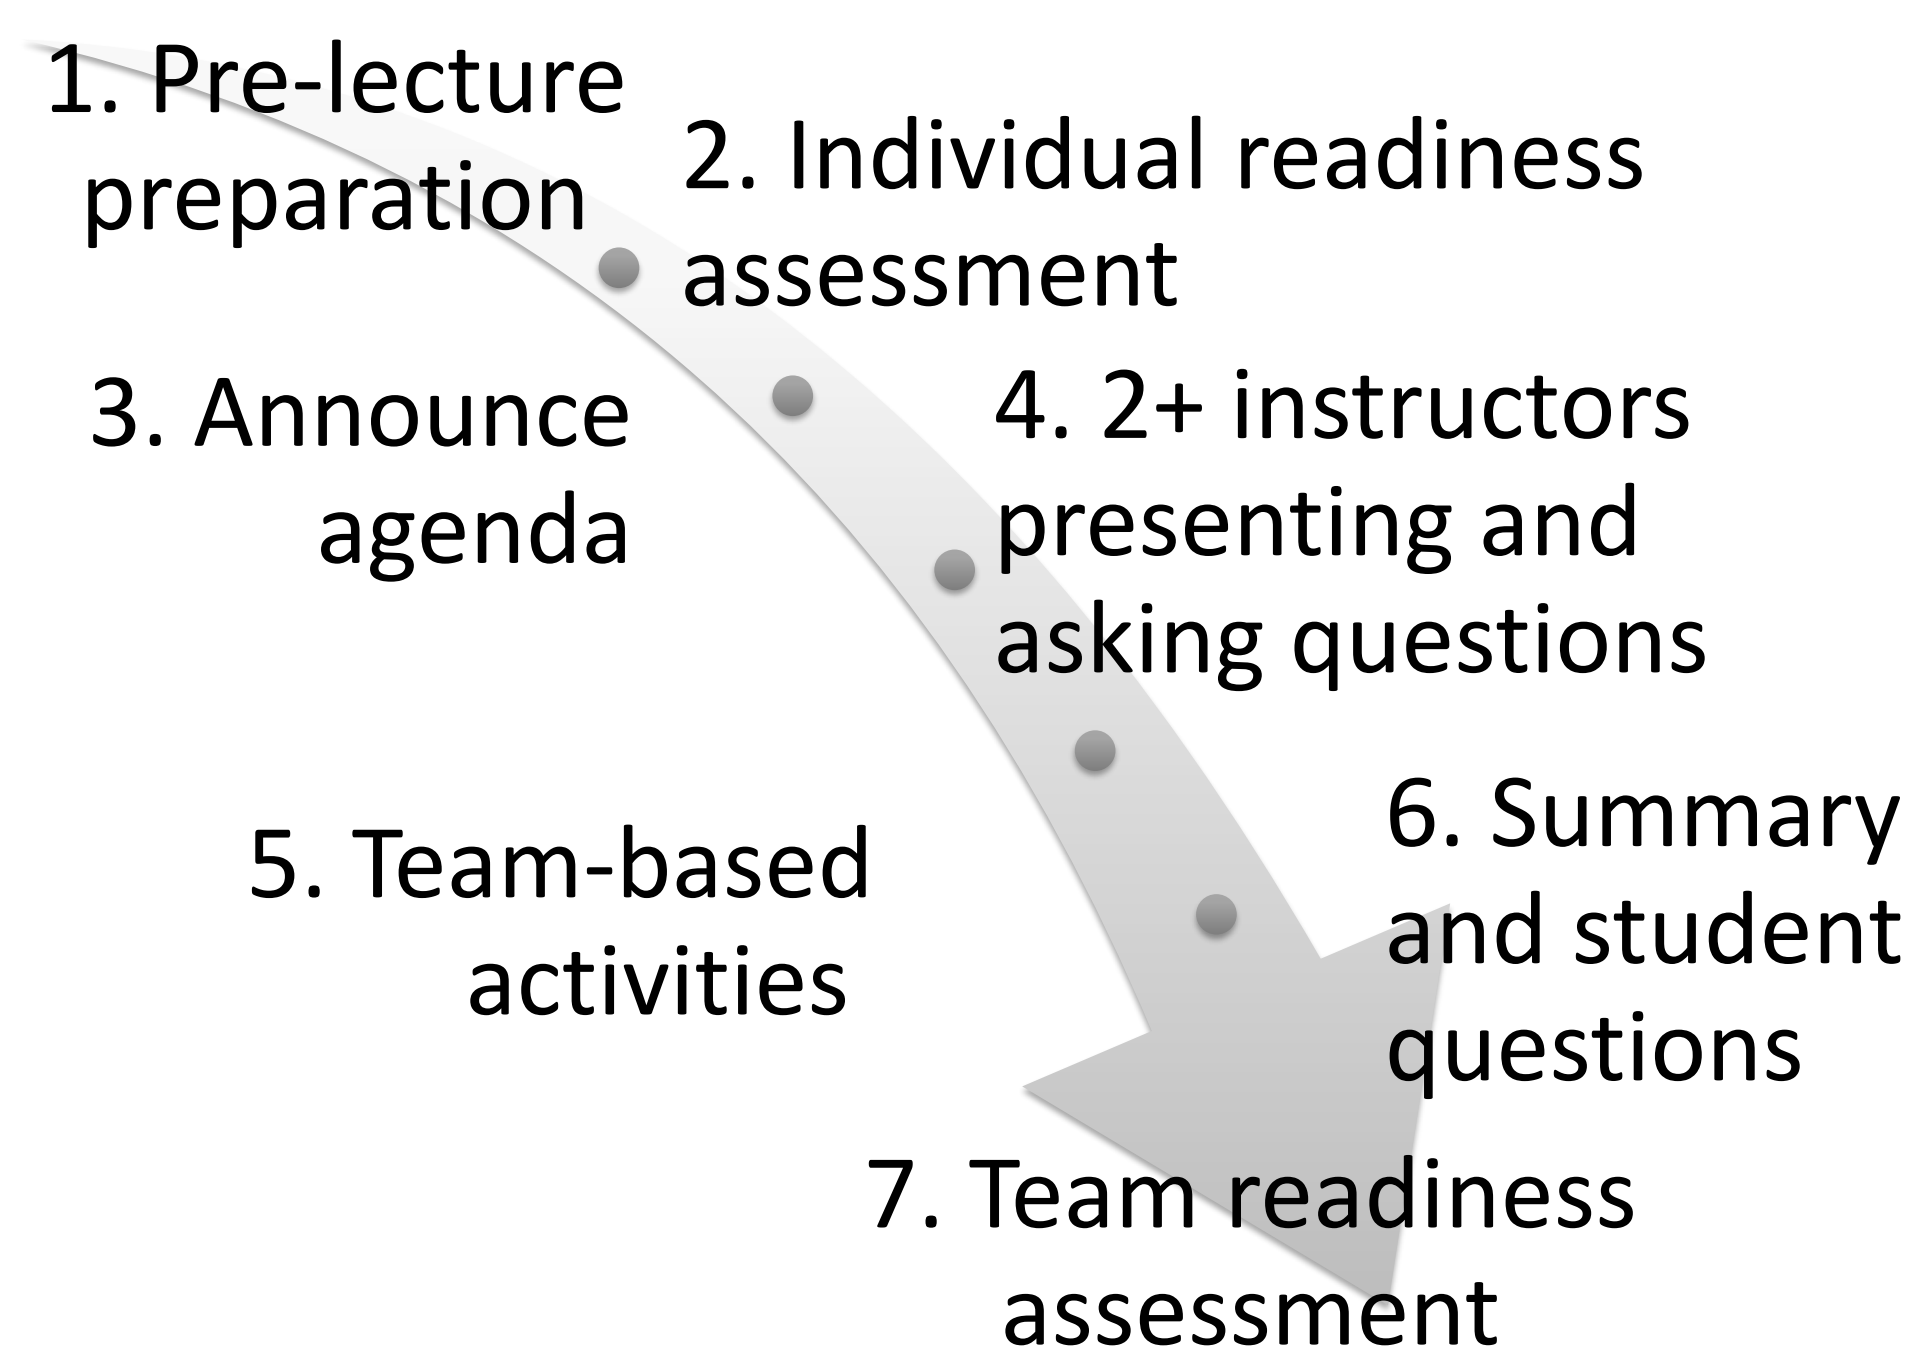 1. Pre-lecture
preparation
2. Individual readiness
assessment
3. Announce
agenda
4. 2+ instructors
presenting and
asking questions
5. Team-based
activities
6. Summary
and student
questions
7. Team readiness
assessment